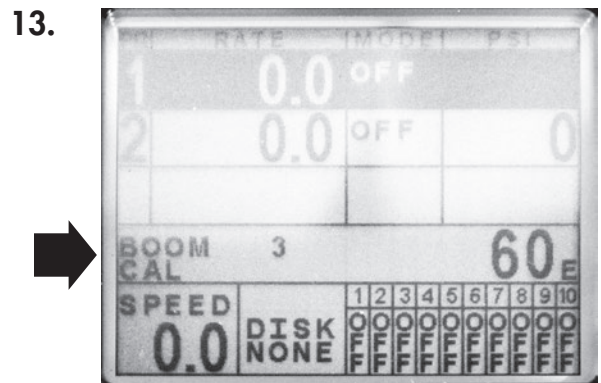 13.
RATE MODE PSI
1 0.0 OFF
2 0.0 OFF 0
BOOM CAL 3 60 E
SPEED 0.0
DISK NONE
1 2 3 4 5 6 7 8 9 10
OFF OFF OFF OFF OFF OFF OFF OFF OFF OFF